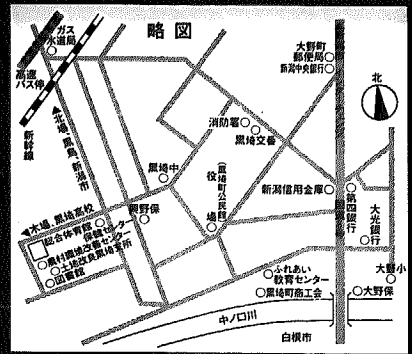 略図
ガス
水道局
高速
バス停
新幹線
▲北場、黒鳥、新潟市
大野町
郵便局
新潟中央銀行
北
消防署
黒埼交番
黒埼中
役場
(黒埼町公民館)
新潟信用金庫
第四銀行
大光銀行
◀木場、黒埼高校
興野保
総合体育館
保健センター
農村環境改善センター
土地改良黒埼会所
図書館
ふれあい
教育センター
黒埼町商工会
大野小
大野保
中ノ口川
白根市